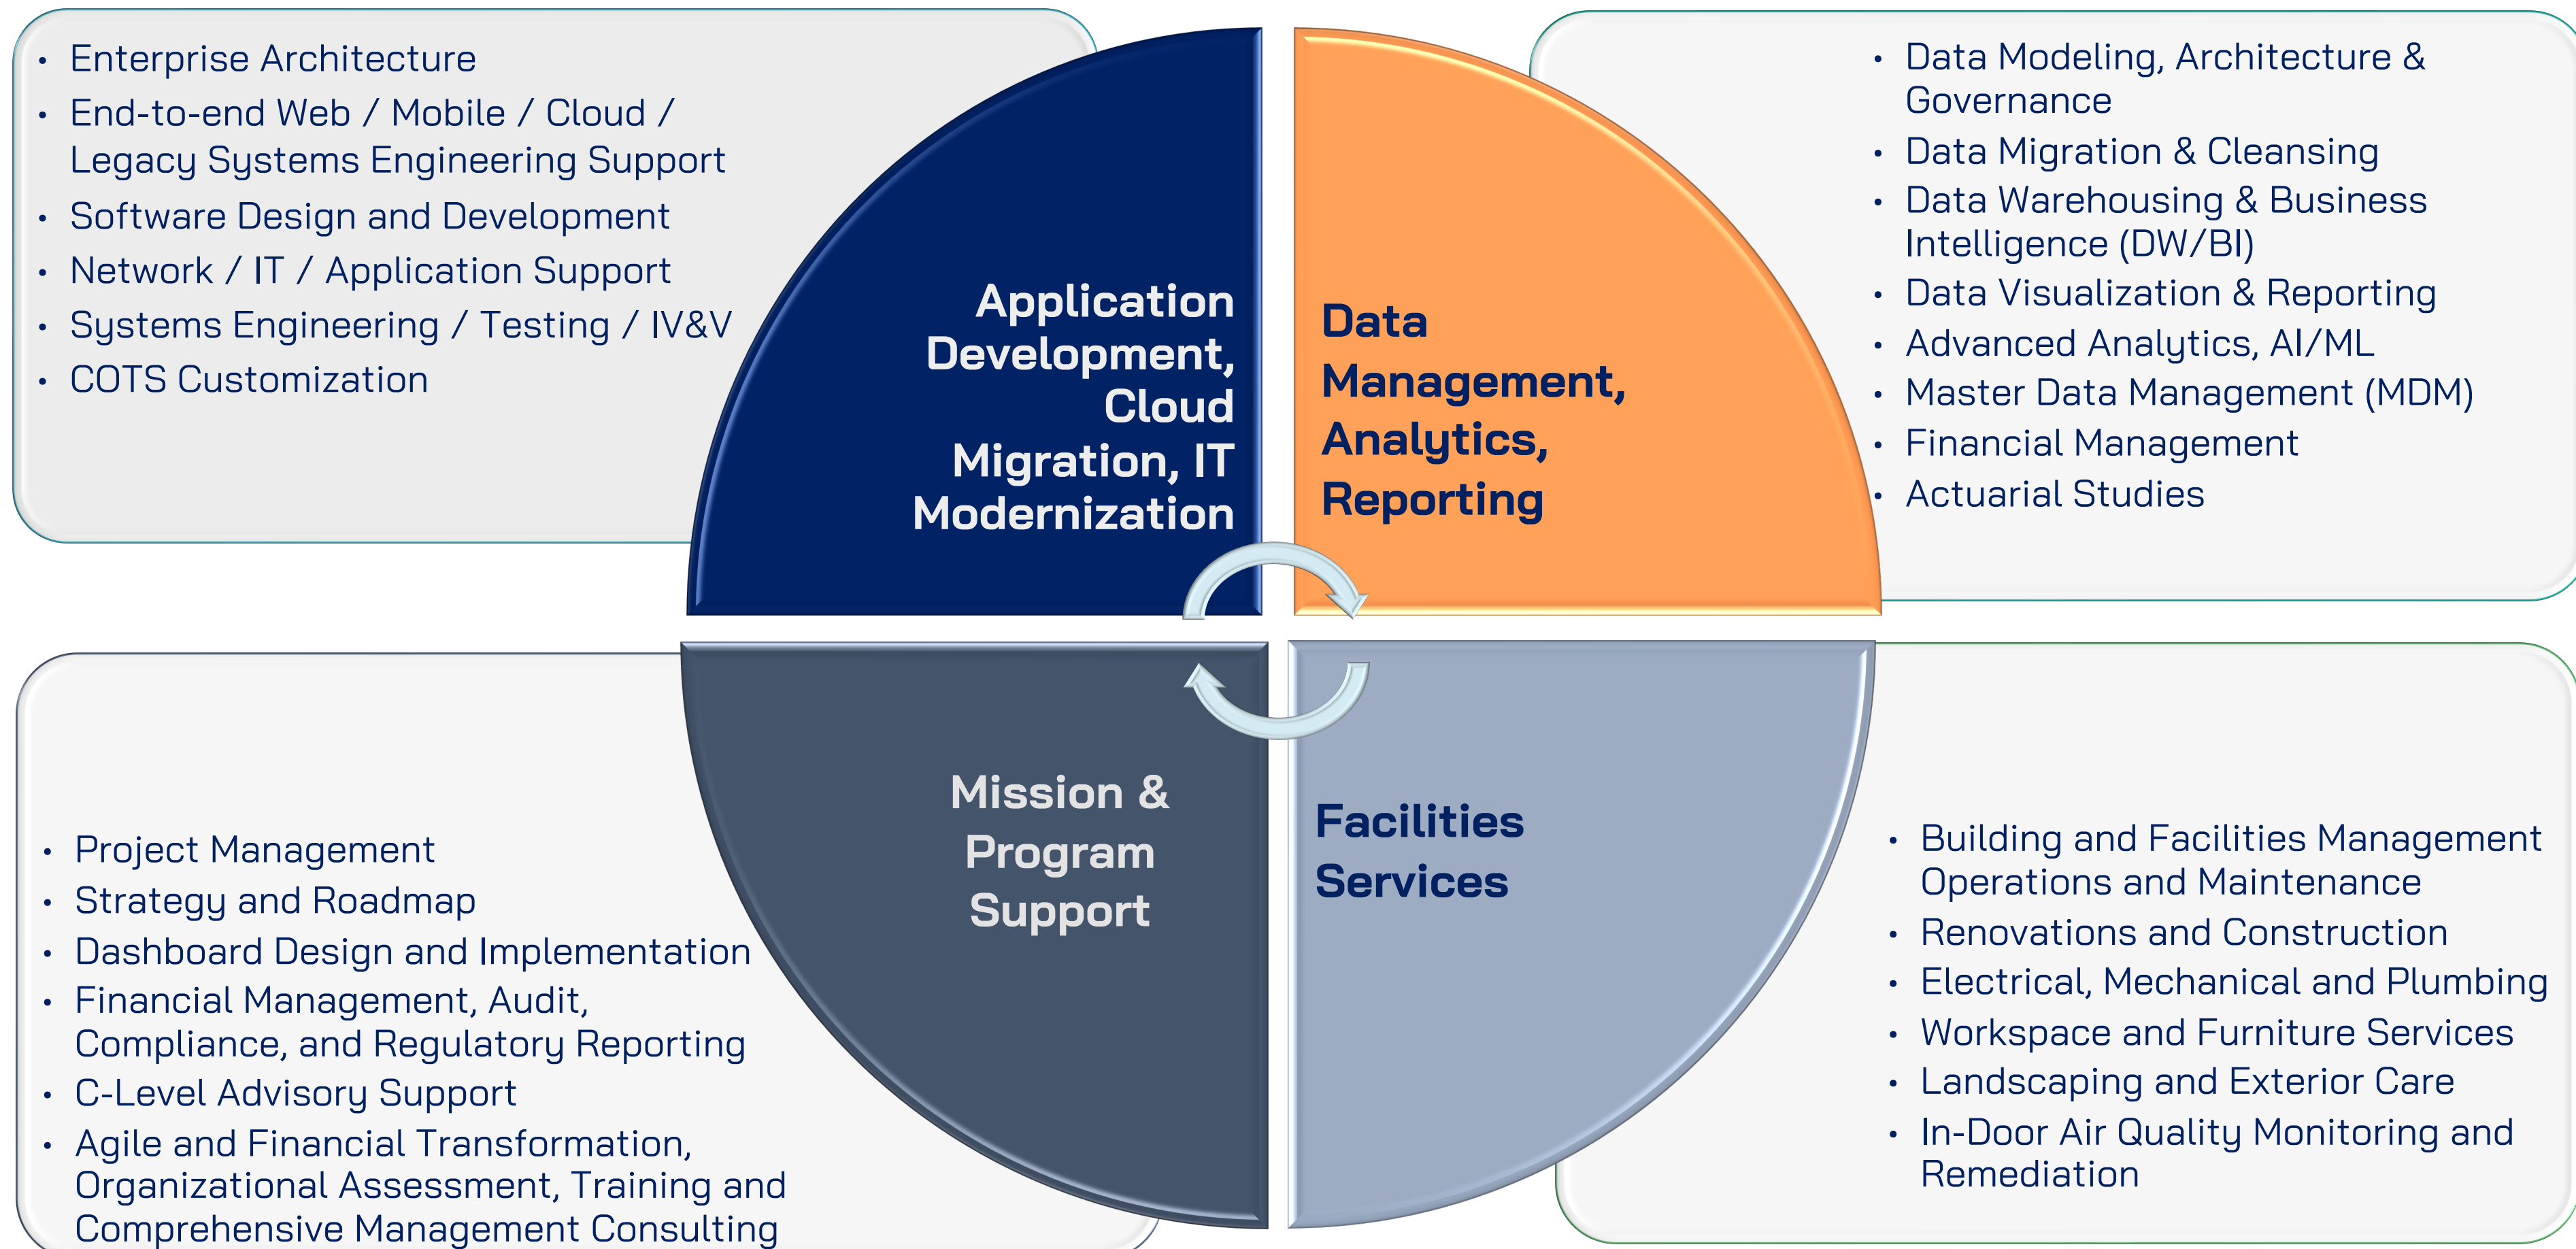 • Enterprise Architecture
• End-to-end Web / Mobile / Cloud /
Legacy Systems Engineering Support
• Software Design and Development
• Network / IT / Application Support
• Systems Engineering / Testing / IV&V
• COTS Customization
Application
Development,
Cloud
Migration, IT
Modernization
Data
Management,
Analytics,
Reporting
• Data Modeling, Architecture &
Governance
• Data Migration & Cleansing
• Data Warehousing & Business
Intelligence (DW/BI)
• Data Visualization & Reporting
• Advanced Analytics, AI/ML
• Master Data Management (MDM)
• Financial Management
• Actuarial Studies
• Project Management
• Strategy and Roadmap
• Dashboard Design and Implementation
• Financial Management, Audit,
Compliance, and Regulatory Reporting
• C-Level Advisory Support
• Agile and Financial Transformation,
Organizational Assessment, Training and
Comprehensive Management Consulting
Mission &
Program
Support
Facilities
Services
• Building and Facilities Management
Operations and Maintenance
• Renovations and Construction
• Electrical, Mechanical and Plumbing
• Workspace and Furniture Services
• Landscaping and Exterior Care
• In-Door Air Quality Monitoring and
Remediation